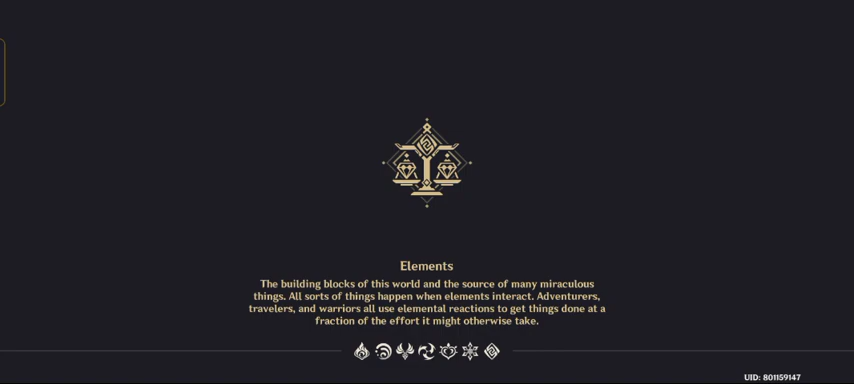 Elements
The building blocks of this world and the source of many miraculous
things. All sorts of things happen when elements interact. Adventurers,
travelers, and warriors all use elemental reactions to get things done at a
fraction of the effort it might otherwise take.
UID: 801159147